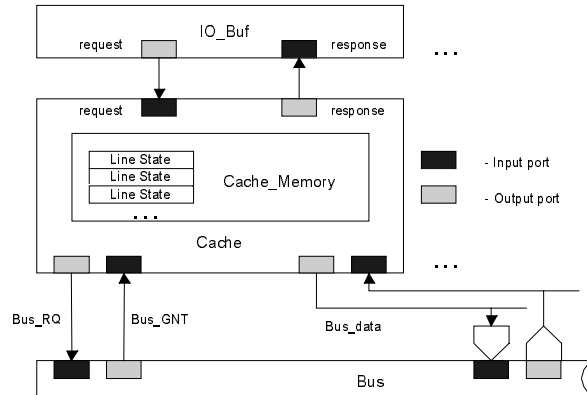 IO_Buf
request
response
...
request
response
Line State
Line State
Line State
...
Cache_Memory
Cache
- Input port
- Output port
...
Bus_RQ
Bus_GNT
Bus_data
Bus